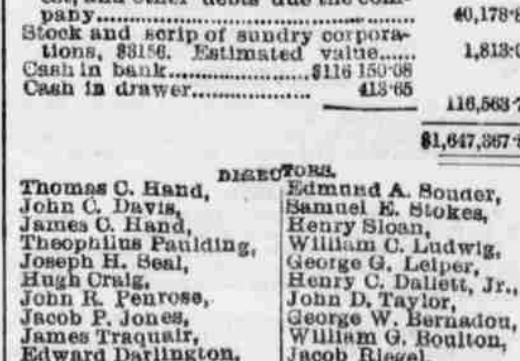 pany.................................... 40,178
Stock and scrip of sundry corpora-
tions, $3156. Estimated value...... 1,813
Cash in bank.................$116 150·08
Cash in drawer.................... 413·65
116,563
$1,647,367
DIRECTORS.
Thomas C. Hand,
John C. Davis,
James C. Hand,
Theophilus Paulding,
Joseph H. Seal,
Hugh Craig,
John R. Penrose,
Jacob P. Jones,
James Traquair,
Edward Darlington,
Edmund A. Souder,
Samuel E. Stokes,
Henry Sloan,
William C. Ludwig,
George G. Leiper,
Henry C. Dallett, Jr.,
John D. Taylor,
George W. Bernadou,
William G. Boulton,
Jacob Riegel